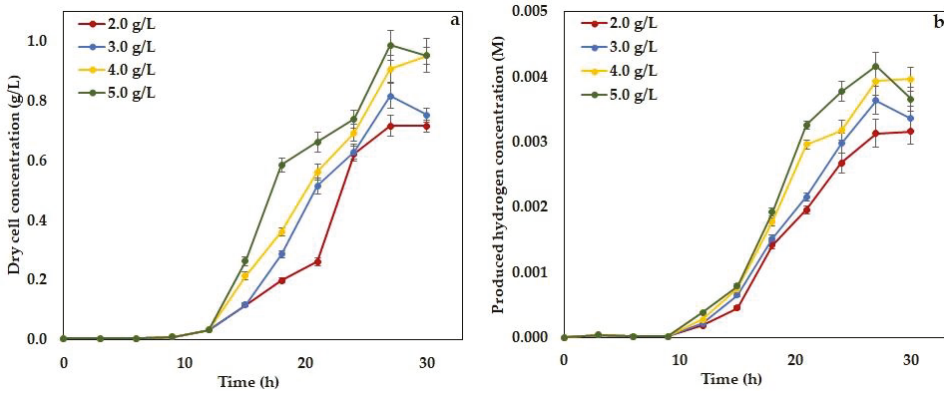 a
2.0 g/L
3.0 g/L
4.0 g/L
5.0 g/L
Dry cell concentration (g/L)
1.0
0.8
0.6
0.4
0.2
0.0
0
10
20
30
Time (h)
b
2.0 g/L
3.0 g/L
4.0 g/L
5.0 g/L
Produced hydrogen concentration (M)
0.005
0.004
0.003
0.002
0.001
0.000
0
10
20
30
Time (h)